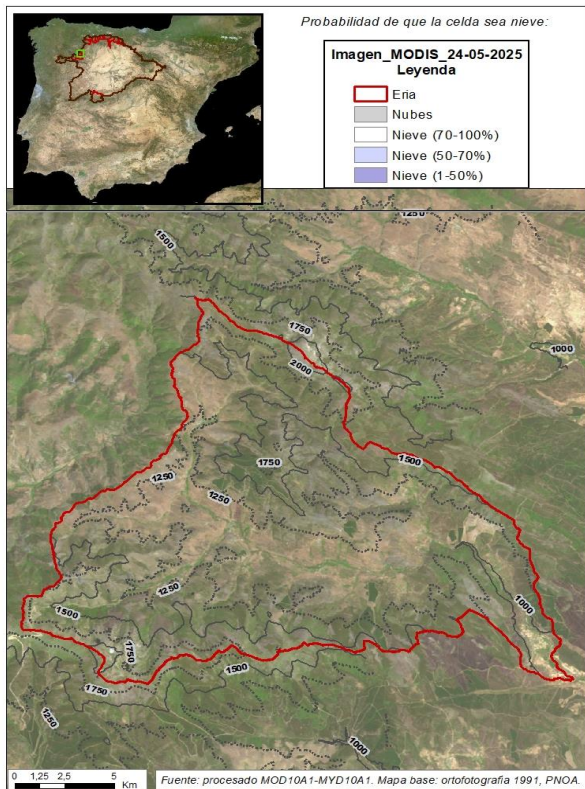 Probabilidad de que la celda sea nieve:
Imagen_MODIS_24-05-2025
Leyenda
Eria
Nubes
Nieve (70-100%)
Nieve (50-70%)
Nieve (1-50%)
1250
1500
1750
1000
2000
1500
1750
1250
1250
1250
1000
1500
1750
1500
1750
1250
1000
0 1,25 2,5 5
Km
Fuente: procesado MOD10A1-MYD10A1. Mapa base: ortofotografia 1991, PNOA.